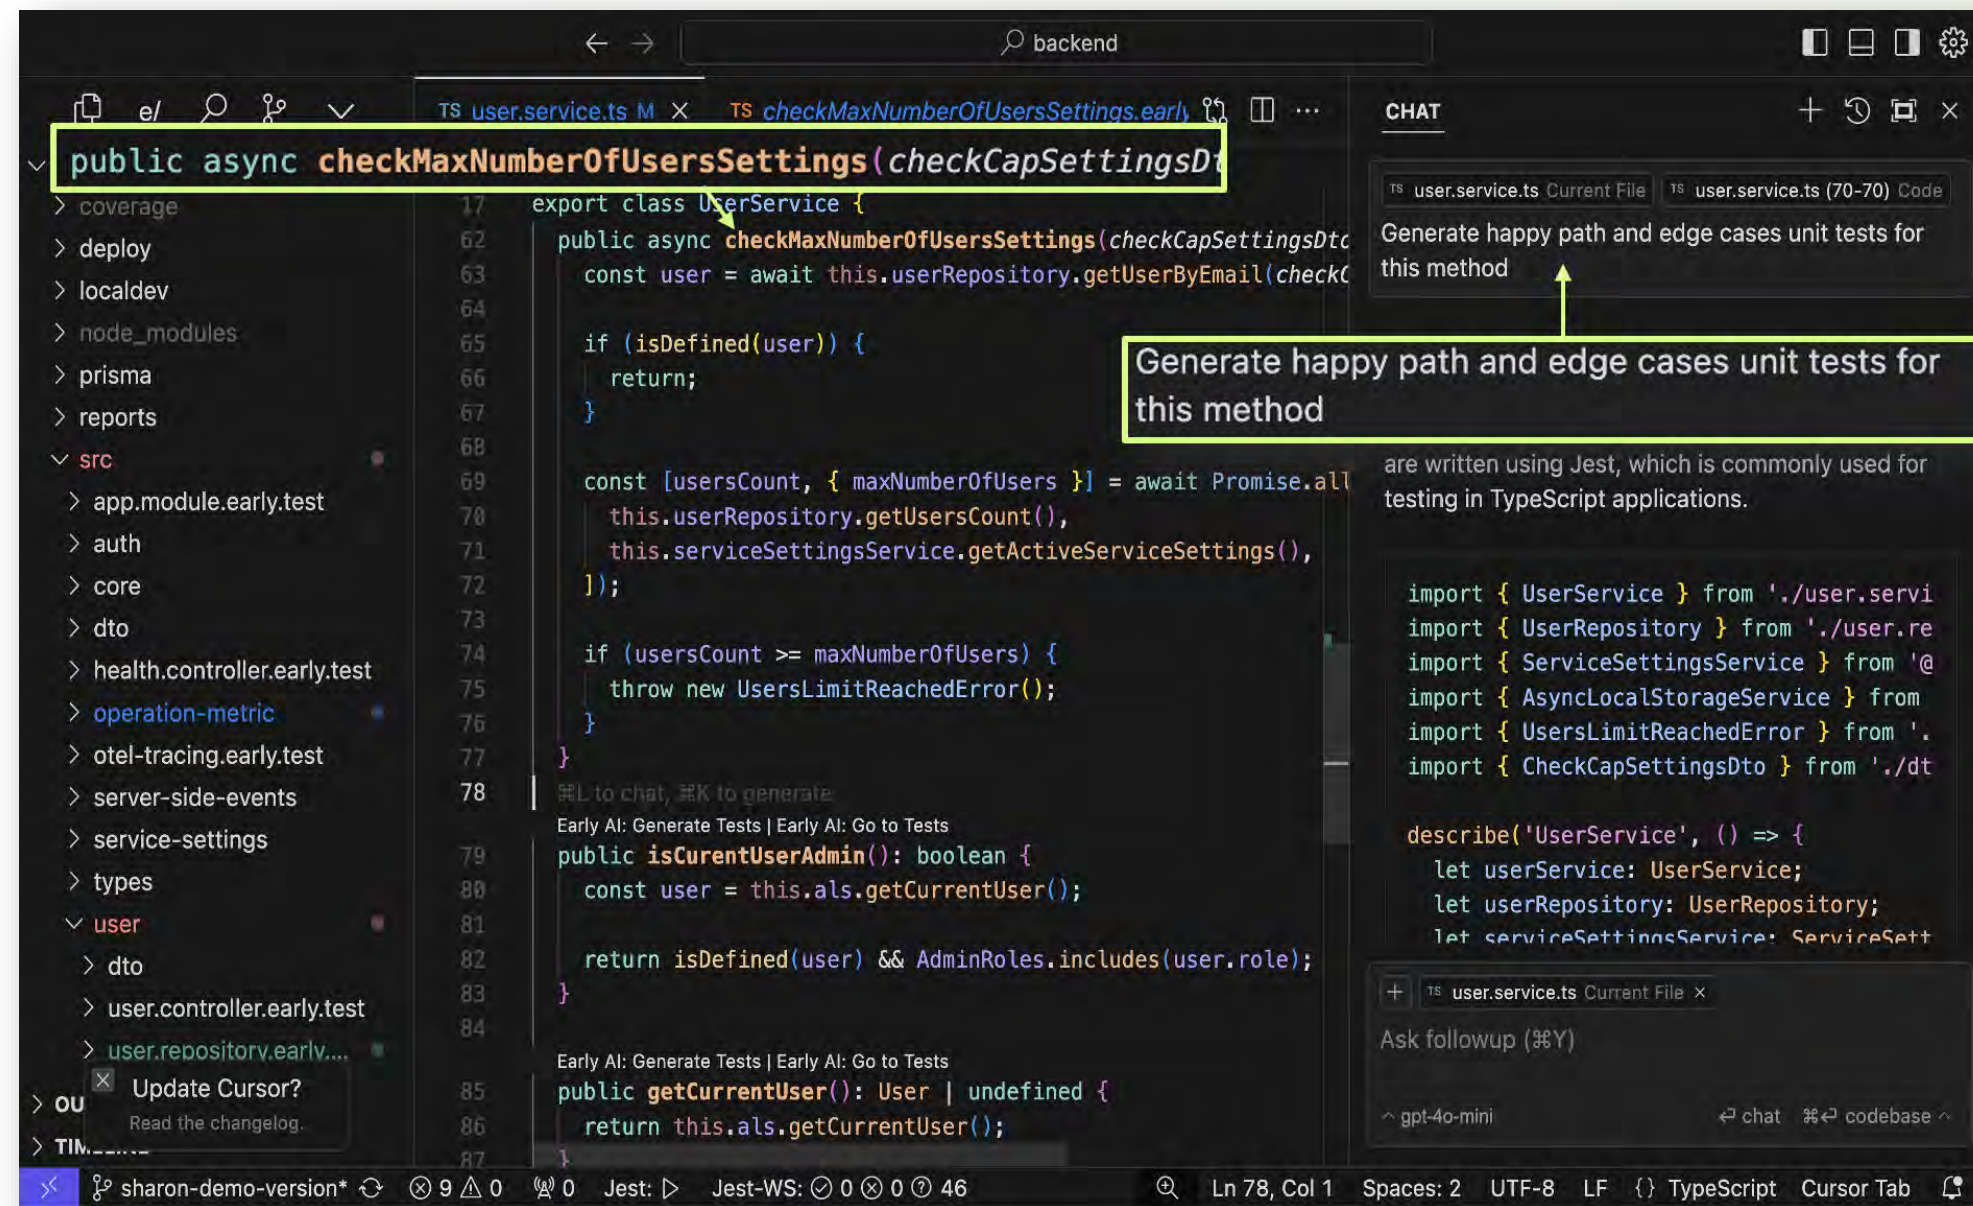 backend
e/
TS user.service.ts M
TS checkMaxNumberOfUsersSettings.early
public async checkMaxNumberOfUsersSettings(checkCapSettingsDt
coverage
deploy
localdev
node_modules
prisma
reports
src
app.module.early.test
auth
core
dto
health.controller.early.test
operation-metric
otel-tracing.early.test
server-side-events
service-settings
types
user
dto
user.controller.early.test
user.repository.early....
Update Cursor?
Read the changelog.
OU
17 export class UserService {
62 public async checkMaxNumberOfUsersSettings(checkCapSettingsDto
63 const user = await this.userRepository.getUserByEmail(checkC
64
65 if (isDefined(user)) {
66 return;
67 }
68
69 const [usersCount, { maxNumberOfUsers }] = await Promise.all
70 this.userRepository.getUsersCount(),
71 this.serviceSettingsService.getActiveServiceSettings(),
72 ]);
73
74 if (usersCount >= maxNumberOfUsers) {
75 throw new UsersLimitReachedError();
76 }
77 }
78 ⌘L to chat, ⌘K to generate
Early AI: Generate Tests | Early AI: Go to Tests
79 public isCurentUserAdmin(): boolean {
80 const user = this.als.getCurrentUser();
81
82 return isDefined(user) && AdminRoles.includes(user.role);
83 }
84
Early AI: Generate Tests | Early AI: Go to Tests
85 public getCurrentUser(): User | undefined {
86 return this.als.getCurrentUser();
87 }
CHAT
TS user.service.ts Current File TS user.service.ts (70-70) Code
Generate happy path and edge cases unit tests for
this method
Generate happy path and edge cases unit tests for
this method
are written using Jest, which is commonly used for
testing in TypeScript applications.
import { UserService } from './user.servi
import { UserRepository } from './user.re
import { ServiceSettingsService } from '@
import { AsyncLocalStorageService } from
import { UsersLimitReachedError } from '.
import { CheckCapSettingsDto } from './dt
describe('UserService', () => {
let userService: UserService;
let userRepository: UserRepository;
let serviceSettingsService: ServiceSett
TS user.service.ts Current File ×
Ask followup (⌘Y)
gpt-4o-mini
chat ⌘ codebase
sharon-demo-version* 9 0 0 Jest: Jest-WS: 0 0 46 Ln 78, Col 1 Spaces: 2 UTF-8 LF {} TypeScript Cursor Tab